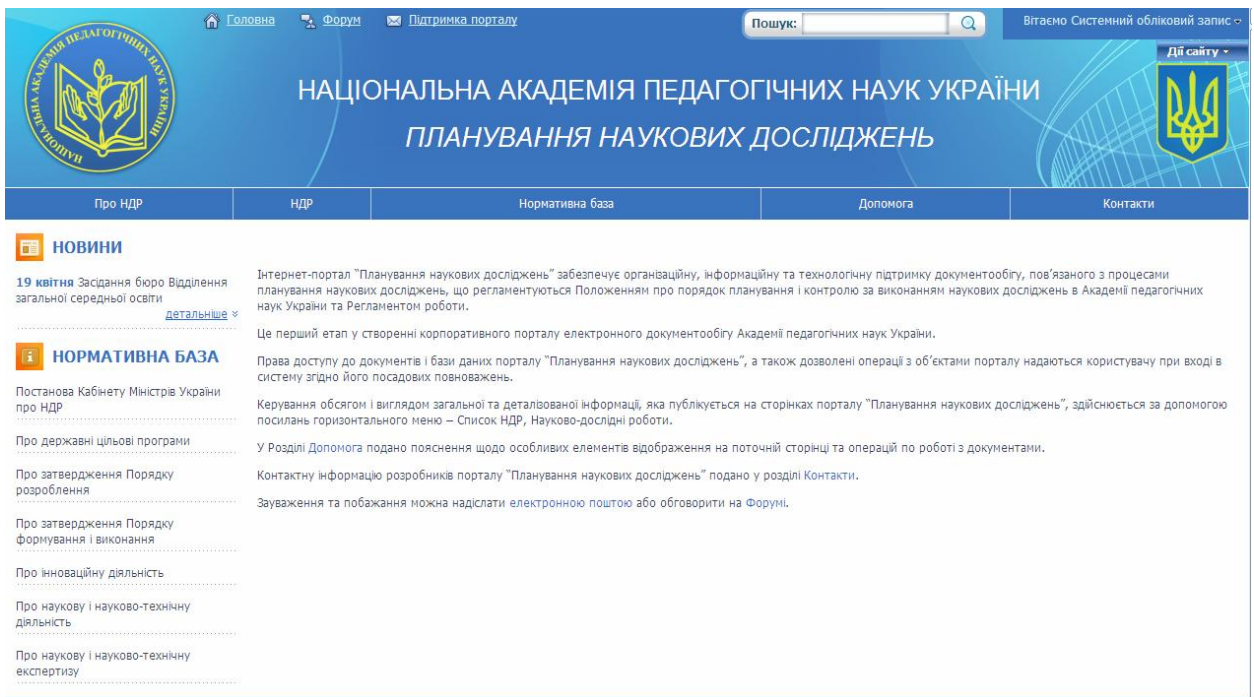 Головна Форум Підтримка порталу Пошук: Вітаємо Системний обліковий запис
Дії сайту
НАЦІОНАЛЬНА АКАДЕМІЯ ПЕДАГОГІЧНИХ НАУК УКРАЇНИ
НАЦІОНАЛЬНА АКАДЕМІЯ ПЕДАГОГІЧНИХ НАУК УКРАЇНИ
ПЛАНУВАННЯ НАУКОВИХ ДОСЛІДЖЕНЬ
Про НДР НДР Нормативна база Допомога Контакти
НОВИНИ
19 квітня Засідання бюро Відділення
загальної середньої освіти
детальніше
НОРМАТИВНА БАЗА
Постанова Кабінету Міністрів України
про НДР
Про державні цільові програми
Про затвердження Порядку
розроблення
Про затвердження Порядку
формування і виконання
Про інноваційну діяльність
Про наукову і науково-технічну
діяльність
Про наукову і науково-технічну
експертизу
Інтернет-портал "Планування наукових досліджень" забезпечує організаційну, інформаційну та технологічну підтримку документообігу, пов'язаного з процесами
планування наукових досліджень, що регламентуються Положенням про порядок планування і контролю за виконанням наукових досліджень в Академії педагогічних
наук України та Регламентом роботи.
Це перший етап у створенні корпоративного порталу електронного документообігу Академії педагогічних наук України.
Права доступу до документів і бази даних порталу "Планування наукових досліджень", а також дозволені операції з об'єктами порталу надаються користувачу при вході в
систему згідно його посадових повноважень.
Керування обсягом і виглядом загальної та деталізованої інформації, яка публікується на сторінках порталу "Планування наукових досліджень", здійснюється за допомогою
посилань горизонтального меню – Список НДР, Науково-дослідні роботи.
У Розділі Допомога подано пояснення щодо особливих елементів відображення на поточній сторінці та операцій по роботі з документами.
Контактну інформацію розробників порталу "Планування наукових досліджень" подано у розділі Контакти.
Зауваження та побажання можна надіслати електронною поштою або обговорити на Форумі.